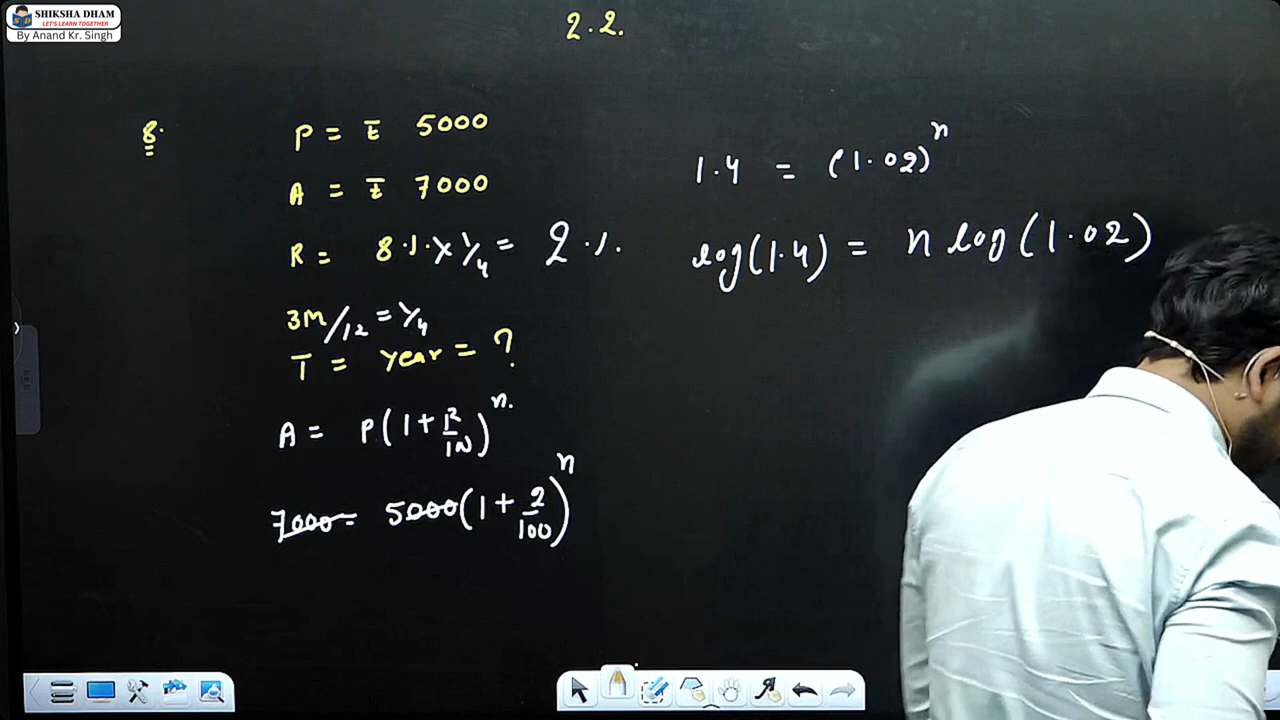 SHIKSHA DHAM
LET'S LEARN TOGETHER
By Anand Kr. Singh
2.2.
8.
P = ₹ 5000
A = ₹ 7000
R = 8% × 1/4 = 2%
3M/12 = 1/4
T = year = ?
A = P(1 + R/100)^n.
7000 = 5000(1 + 2/100)^n
1.4 = (1.02)^n
log(1.4) = n log(1.02)